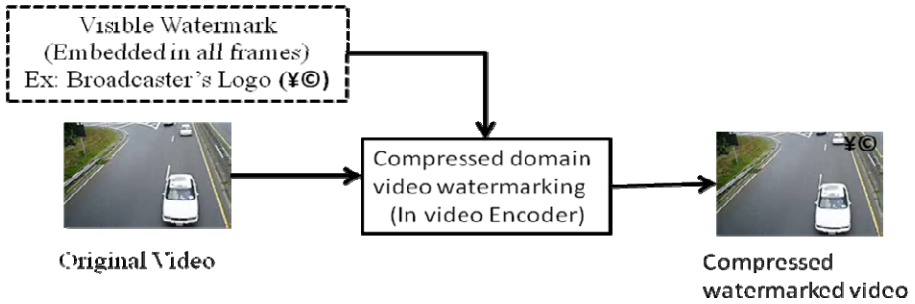 Visible Watermark
(Embedded in all frames)
Ex: Broadcaster's Logo (¥©)
Compressed domain
video watermarking
(In video Encoder)
¥©
Original Video
Compressed
watermarked video